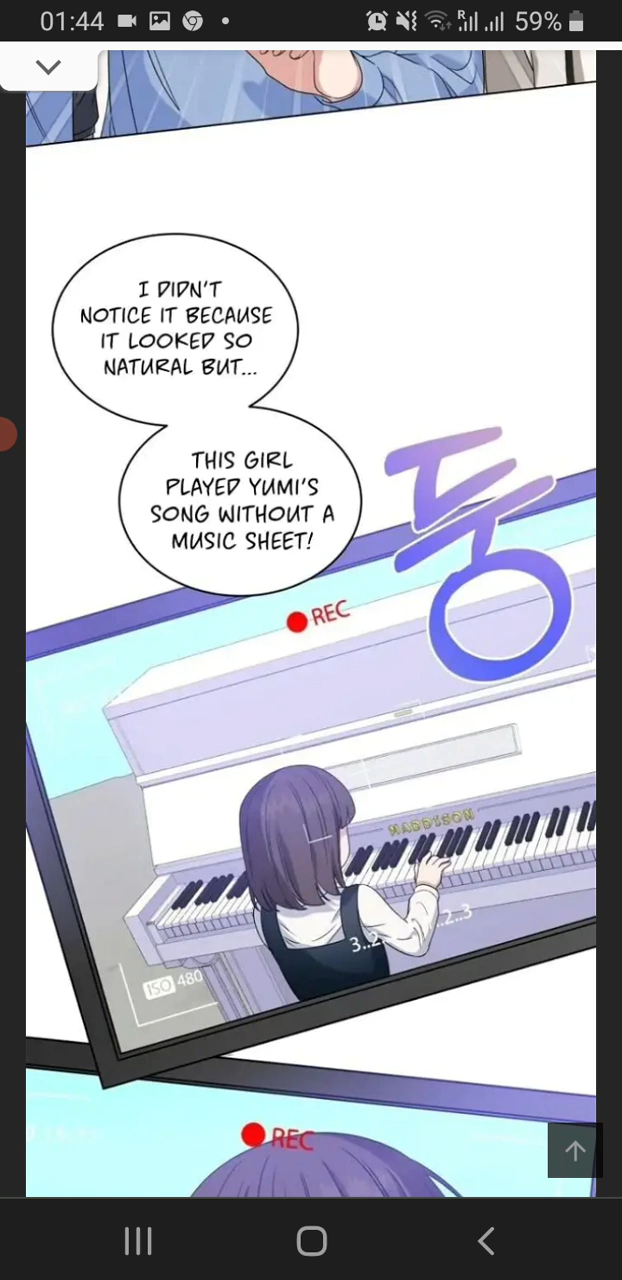 01:44
R 59%
I DIDN'T
NOTICE IT BECAUSE
IT LOOKED SO
NATURAL BUT...
THIS GIRL
PLAYED YUMI'S
SONG WITHOUT A
MUSIC SHEET!
둥
REC
MADDISON
3..2..
..2..3
ISO 480
REC